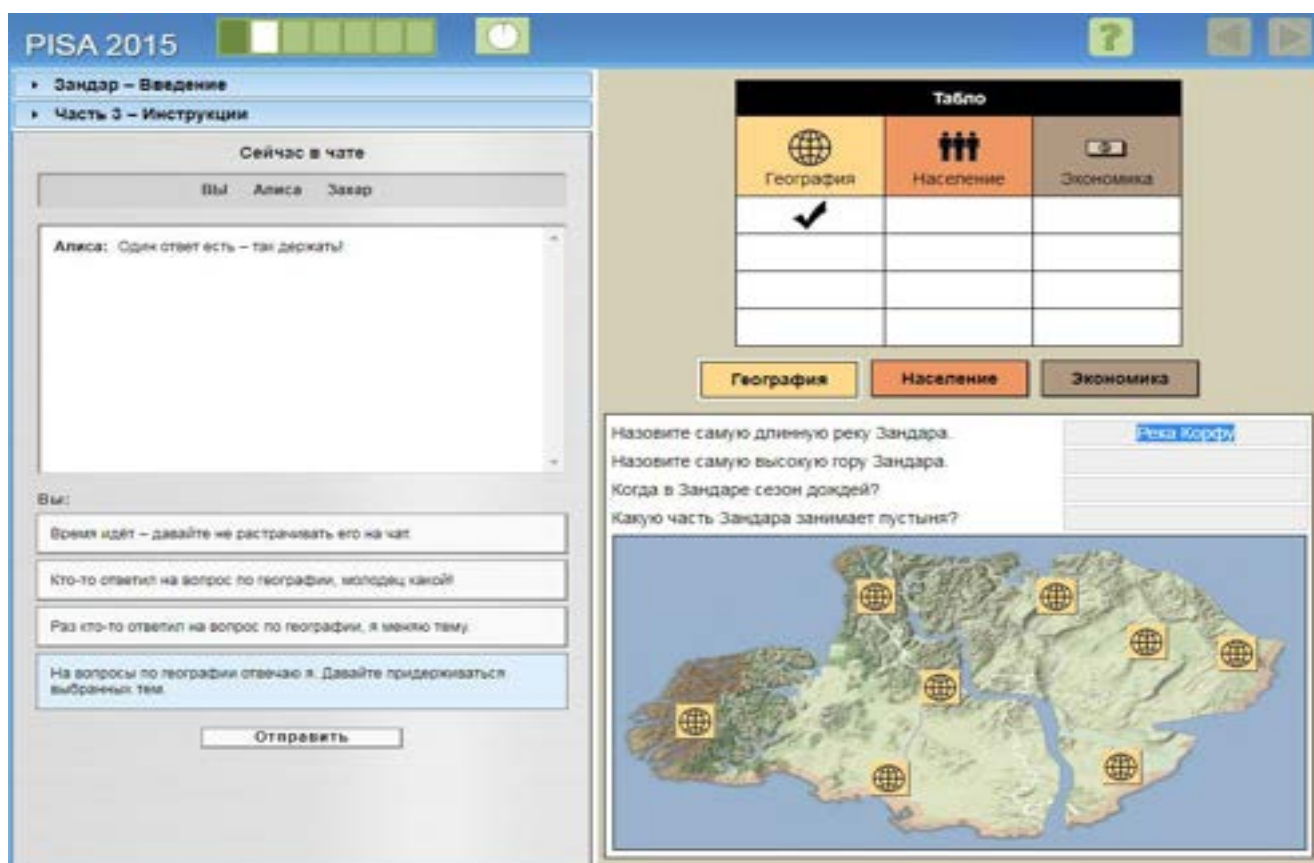 PISA 2015
?
Зандар – Введение
Часть 3 – Инструкции
Сейчас в чате
ВЫ Алиса Захар
Алиса: Один ответ есть – так держать!
Вы:
Время идёт – давайте не растрачивать его на чат.
Кто-то ответил на вопрос по географии, молодец какой!
Раз кто-то ответил на вопрос по географии, я меняю тему.
На вопросы по географии отвечаю я. Давайте придерживаться
выбранных тем.
Отправить
Табло
География Население Экономика
География Население Экономика
Назовите самую длинную реку Зандара. Река Корфу
Назовите самую высокую гору Зандара.
Когда в Зандаре сезон дождей?
Какую часть Зандара занимает пустыня?